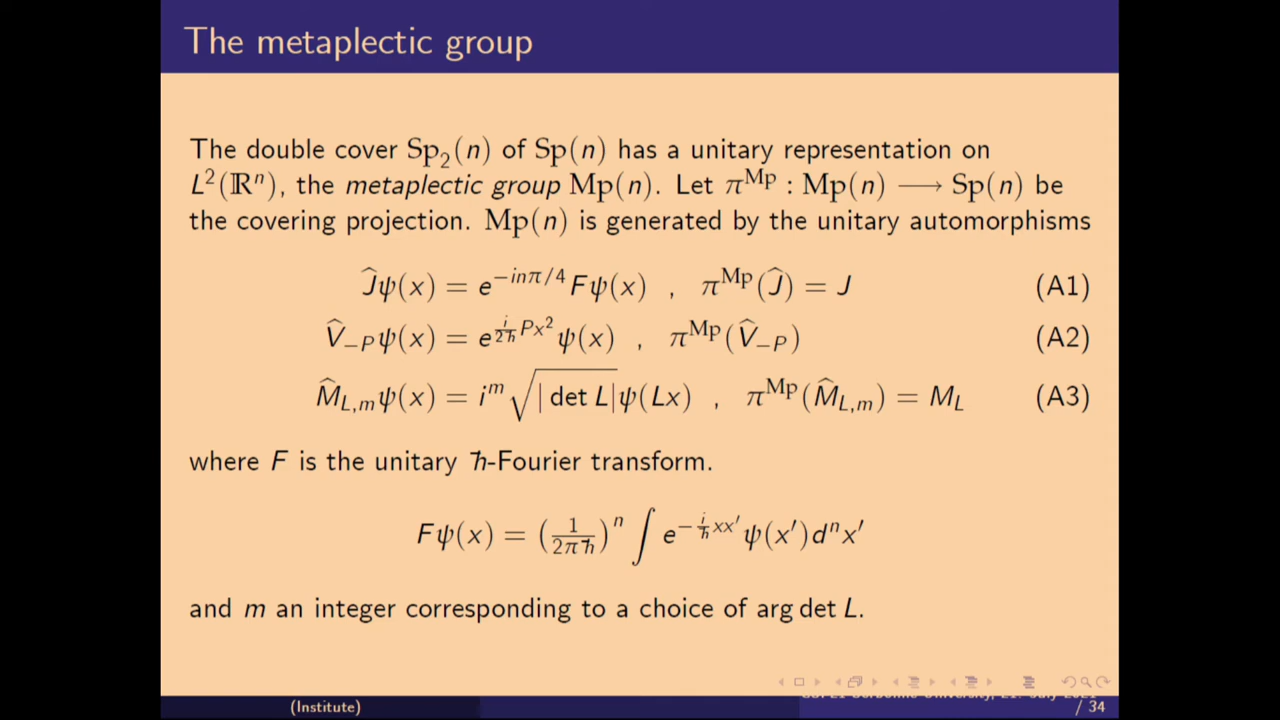 The metaplectic group
The double cover Sp₂(n) of Sp(n) has a unitary representation on
L²(ℝⁿ), the metaplectic group Mp(n). Let π^Mp : Mp(n) ⟶ Sp(n) be
the covering projection. Mp(n) is generated by the unitary automorphisms
Ĵψ(x) = e^{−inπ/4}Fψ(x) , π^Mp(Ĵ) = J (A1)
V̂_{−P}ψ(x) = e^{\frac{i}{2ħ}Px²}ψ(x) , π^Mp(V̂_{−P}) (A2)
M̂_{L,m}ψ(x) = i^m √|det L|ψ(Lx) , π^Mp(M̂_{L,m}) = M_L (A3)
where F is the unitary ħ-Fourier transform.
Fψ(x) = (\frac{1}{2πħ})^n ∫ e^{−\frac{i}{ħ}xx′}ψ(x′)dⁿx′
and m an integer corresponding to a choice of arg det L.
(Institute)
/ 34